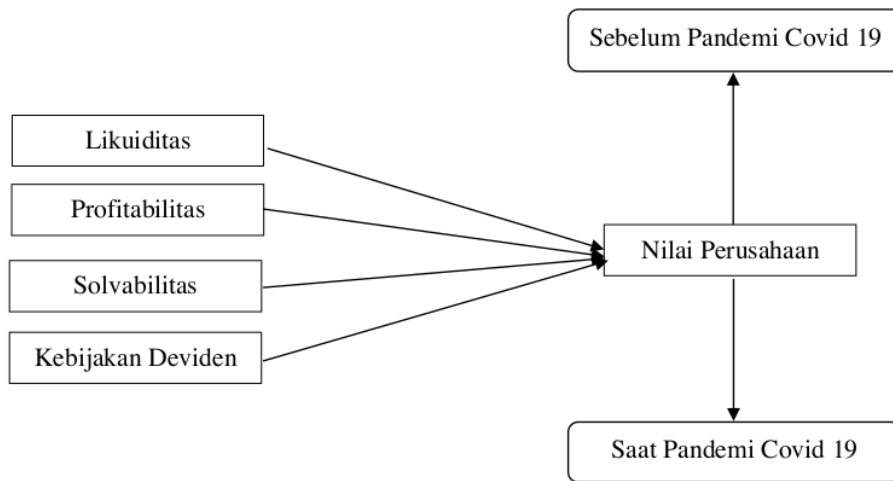 Sebelum Pandemi Covid 19
Likuiditas
Profitabilitas
Nilai Perusahaan
Solvabilitas
Kebijakan Deviden
Saat Pandemi Covid 19